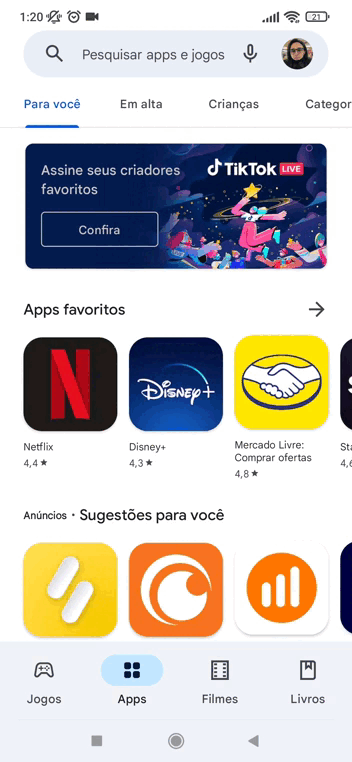 1:20
21
Pesquisar apps e jogos
Para você
Em alta
Crianças
Categor
Assine seus criadores
favoritos
TikTok LIVE
Confira
Apps favoritos
N
Disney+
Netflix
Disney+
Mercado Livre:
Comprar ofertas
Sta
4,4 ★
4,3 ★
4,8 ★
4,6
Anúncios • Sugestões para você
Jogos
Apps
Filmes
Livros